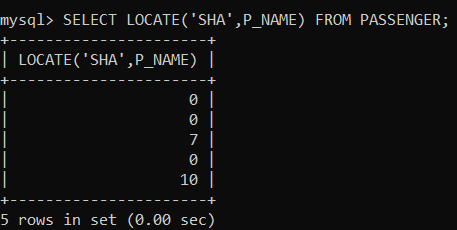 mysql> SELECT LOCATE('SHA',P_NAME) FROM PASSENGER;
+----------------------+
| LOCATE('SHA',P_NAME) |
+----------------------+
|                    0 |
|                    0 |
|                    7 |
|                    0 |
|                   10 |
+----------------------+
5 rows in set (0.00 sec)